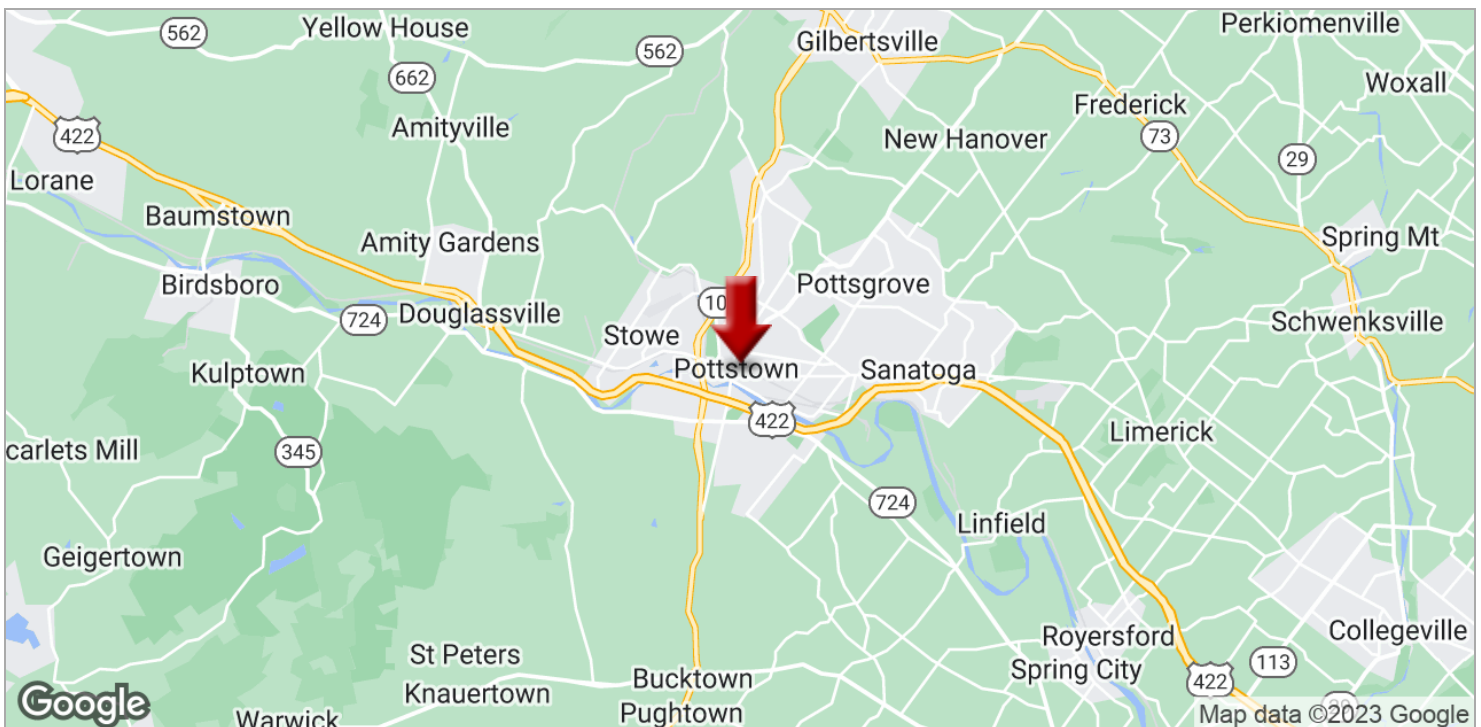 562
Yellow House
562
Gilbertsville
Perkiomenville
662
Woxall
Frederick
422
Amityville
New Hanover
73
29
Lorane
Baumstown
Amity Gardens
Spring Mt
Birdsboro
Pottsgrove
10
724
Douglassville
Stowe
Schwenksville
Kulptown
Pottstown
Sanatoga
422
Limerick
carlets Mill
345
724
Linfield
Geigertown
Royersford
Collegeville
St Peters
Spring City
113
Knauertown
Bucktown
422
Google
Warwick
Pughtown
Map data ©2023 Google